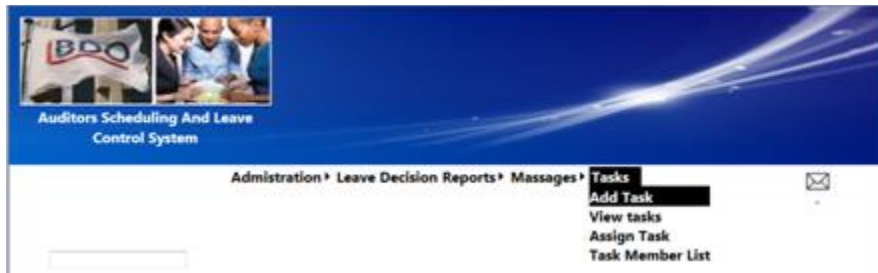 BDO
Auditors Scheduling And Leave
Control System
Admistration Leave Decision Reports Massages Tasks
Add Task
View tasks
Assign Task
Task Member List